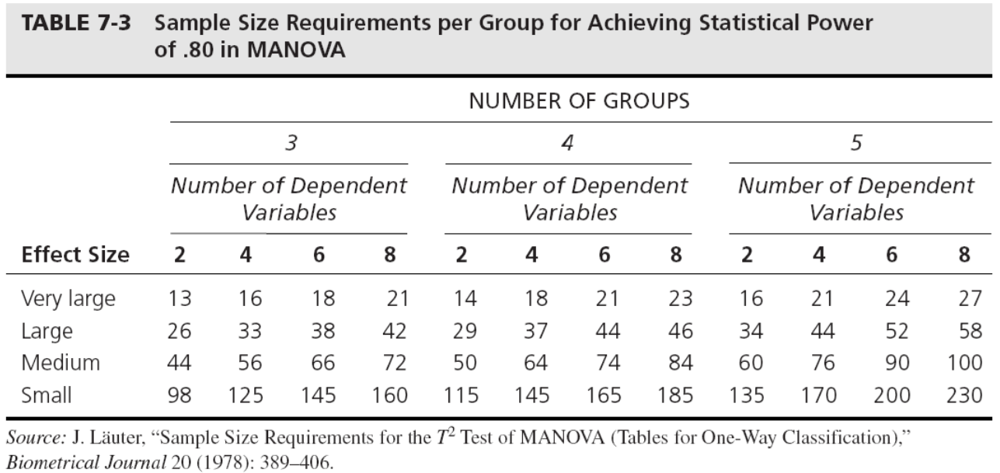 TABLE 7-3 Sample Size Requirements per Group for Achieving Statistical Power
of .80 in MANOVA
NUMBER OF GROUPS
3 4 5
Number of Dependent Number of Dependent Number of Dependent
Variables Variables Variables
Effect Size 2 4 6 8 2 4 6 8 2 4 6 8
Very large 13 16 18 21 14 18 21 23 16 21 24 27
Large 26 33 38 42 29 37 44 46 34 44 52 58
Medium 44 56 66 72 50 64 74 84 60 76 90 100
Small 98 125 145 160 115 145 165 185 135 170 200 230
Source: J. Läuter, “Sample Size Requirements for the T² Test of MANOVA (Tables for One-Way Classification),”
Biometrical Journal 20 (1978): 389–406.